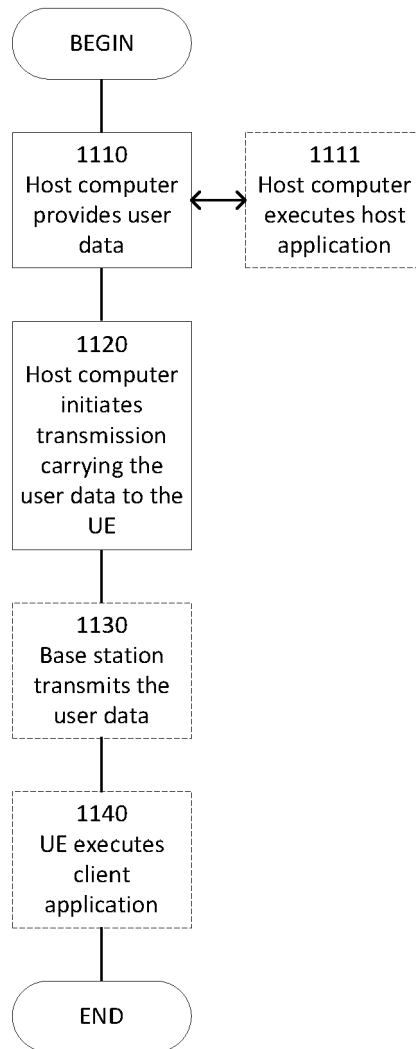 BEGIN
1110
Host computer
provides user
data
1111
Host computer
executes host
application
1120
Host computer
initiates
transmission
carrying the
user data to the
UE
1130
Base station
transmits the
user data
1140
UE executes
client
application
END